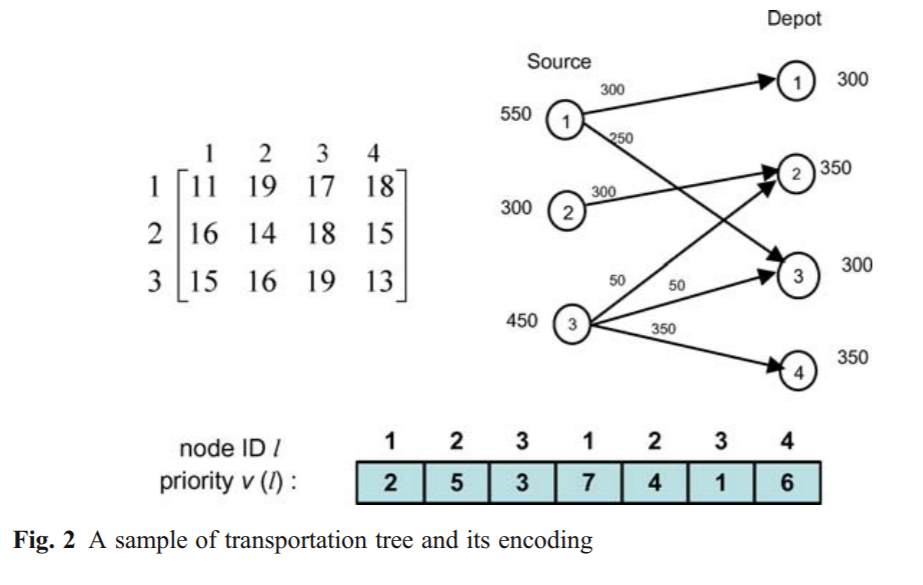 Depot
Source
1 300
300
550 1
250
1 2 3 4
1 11 19 17 18
2 350
300
300 2
2 16 14 18 15
3 300
3 15 16 19 13
50
50
450 3
350
350
4
node ID l 1 2 3 1 2 3 4
priority v (l) : 2 5 3 7 4 1 6
Fig. 2 A sample of transportation tree and its encoding